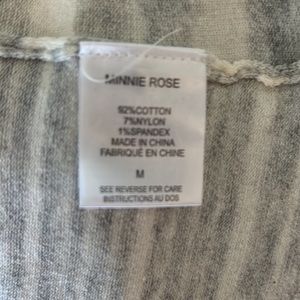 MINNIE ROSE
92%COTTON
7%NYLON
1%SPANDEX
MADE IN CHINA
FABRIQUÉ EN CHINE
M
SEE REVERSE FOR CARE
INSTRUCTIONS AU DOS